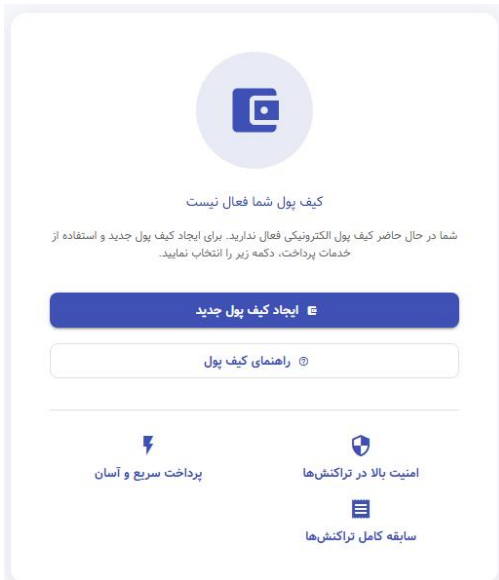 کیف پول شما فعال نیست
شما در حال حاضر کیف پول الکترونیکی فعال ندارید. برای ایجاد کیف پول جدید و استفاده از
خدمات پرداخت، دکمه زیر را انتخاب نمایید.
ایجاد کیف پول جدید
راهنمای کیف پول
امنیت بالا در تراکنش‌ها
پرداخت سریع و آسان
سابقه کامل تراکنش‌ها